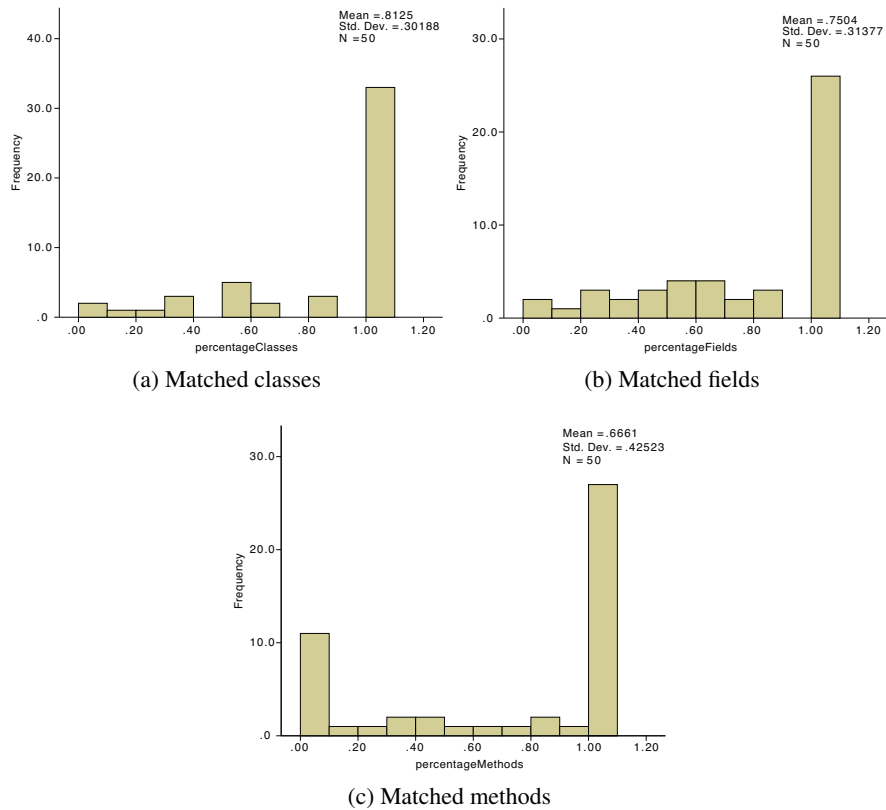 Mean =.8125
Std. Dev. =.30188
N =50
40.0
30.0
20.0
10.0
.0
Frequency
.00 .20 .40 .60 .80 1.00 1.20
percentageClasses
(a) Matched classes
Mean =.7504
Std. Dev. =.31377
N =50
30.0
20.0
10.0
.0
Frequency
.00 .20 .40 .60 .80 1.00 1.20
percentageFields
(b) Matched fields
Mean =.6661
Std. Dev. =.42523
N =50
30.0
20.0
10.0
.0
Frequency
.00 .20 .40 .60 .80 1.00 1.20
percentageMethods
(c) Matched methods